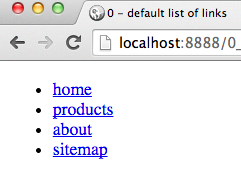 0 - default list of links
localhost:8888/0_
home
products
about
sitemap